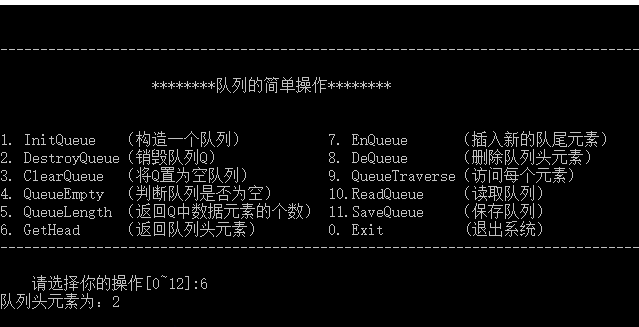 ********队列的简单操作********
1. InitQueue （构造一个队列） 7. EnQueue （插入新的队尾元素）
2. DestroyQueue（销毁队列Q） 8. DeQueue （删除队列头元素）
3. ClearQueue （将Q置为空队列） 9. QueueTraverse（访问每个元素）
4. QueueEmpty （判断队列是否为空） 10.ReadQueue （读取队列）
5. QueueLength （返回Q中数据元素的个数） 11.SaveQueue （保存队列）
6. GetHead （返回队列头元素） 0. Exit （退出系统）
请选择你的操作[0~12]:6
队列头元素为：2